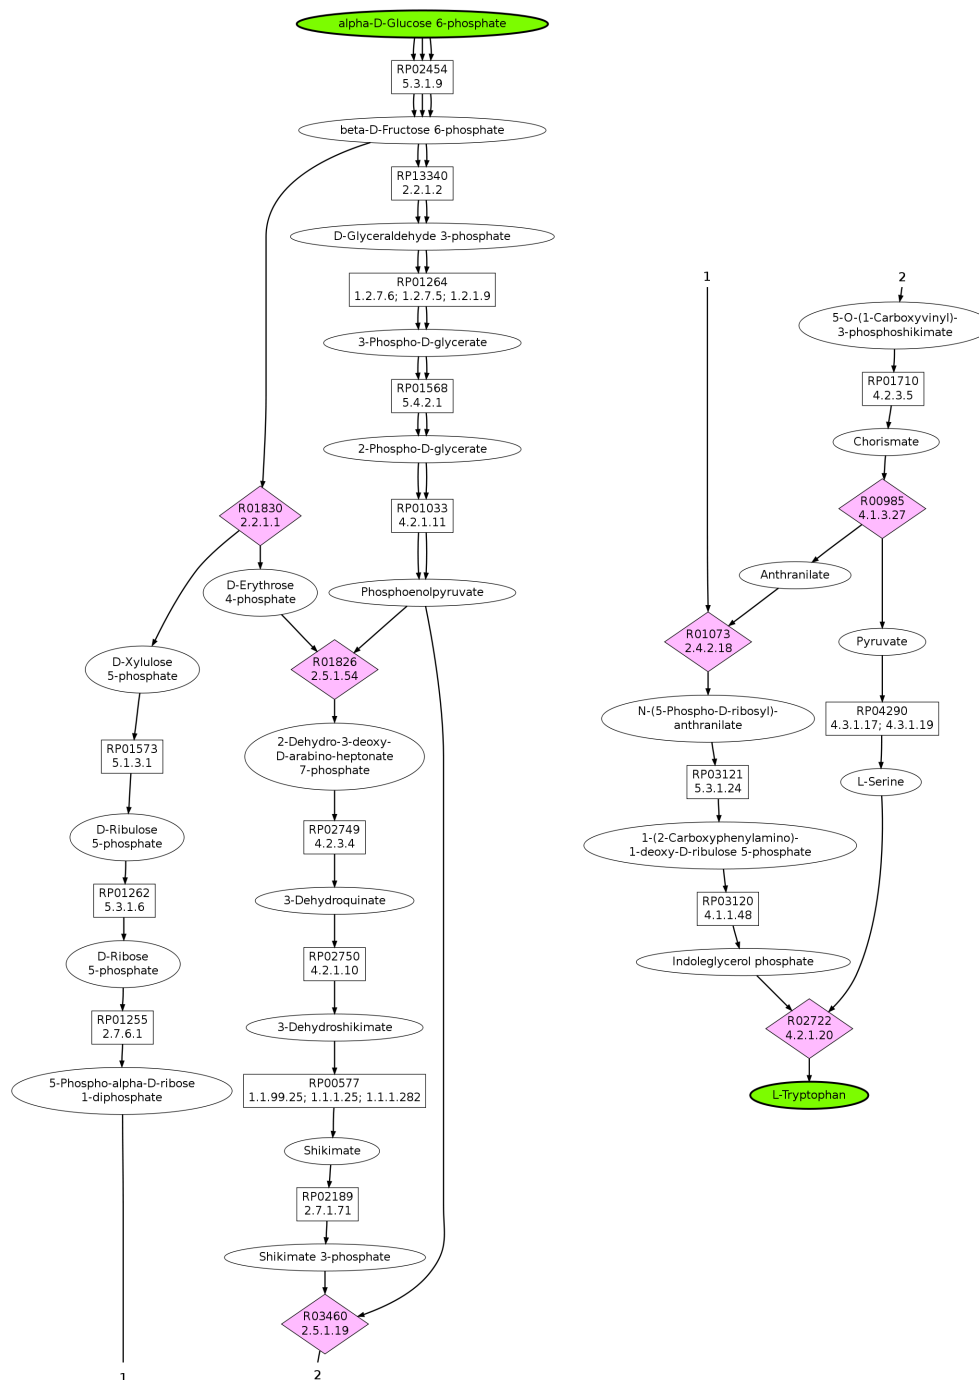 alpha-D-Glucose 6-phosphate
RP02454
5.3.1.9
beta-D-Fructose 6-phosphate
RP13340
2.2.1.2
D-Glyceraldehyde 3-phosphate
RP01264
1.2.7.6; 1.2.7.5; 1.2.1.9
3-Phospho-D-glycerate
RP01568
5.4.2.1
2-Phospho-D-glycerate
R01830
2.2.1.1
RP01033
4.2.1.11
D-Erythrose
4-phosphate
Phosphoenolpyruvate
D-Xylulose
5-phosphate
R01826
2.5.1.54
RP01573
5.1.3.1
2-Dehydro-3-deoxy-
D-arabino-heptonate
7-phosphate
D-Ribulose
5-phosphate
RP02749
4.2.3.4
RP01262
5.3.1.6
3-Dehydroquinate
D-Ribose
5-phosphate
RP02750
4.2.1.10
RP01255
2.7.6.1
3-Dehydroshikimate
5-Phospho-alpha-D-ribose
1-diphosphate
RP00577
1.1.99.25; 1.1.1.25; 1.1.1.282
Shikimate
RP02189
2.7.1.71
Shikimate 3-phosphate
R03460
2.5.1.19
1
2
1
2
5-O-(1-Carboxyvinyl)-
3-phosphoshikimate
RP01710
4.2.3.5
Chorismate
R00985
4.1.3.27
Anthranilate
R01073
2.4.2.18
Pyruvate
N-(5-Phospho-D-ribosyl)-
anthranilate
RP04290
4.3.1.17; 4.3.1.19
RP03121
5.3.1.24
L-Serine
1-(2-Carboxyphenylamino)-
1-deoxy-D-ribulose 5-phosphate
RP03120
4.1.1.48
Indoleglycerol phosphate
R02722
4.2.1.20
L-Tryptophan